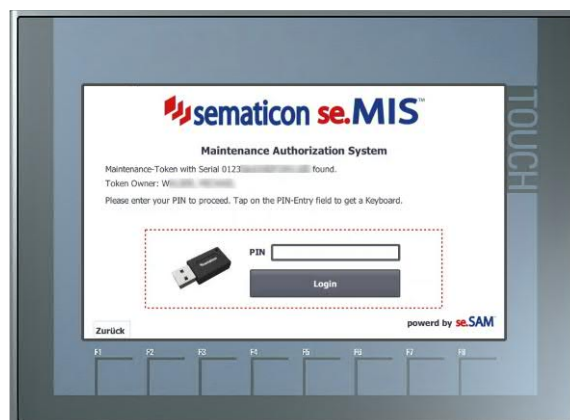 sematicon se.MIS™
Maintenance Authorization System
Maintenance-Token with Serial 0123 found.
Token Owner: W
Please enter your PIN to proceed. Tap on the PIN-Entry field to get a Keyboard.
PIN
Login
powerd by se.SAM
Zurück
F1 F2 F3 F4 F5 F6 F7 F8
TOUCH